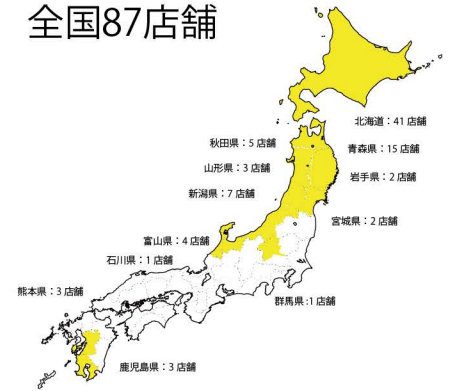 全国87店舗
北海道：41 店舗
秋田県：5 店舗
青森県：15 店舗
山形県：3 店舗
岩手県：2 店舗
新潟県：7 店舗
宮城県：2 店舗
富山県：4 店舗
石川県：1 店舗
熊本県：3 店舗
群馬県:1 店舗
鹿児島県：3 店舗